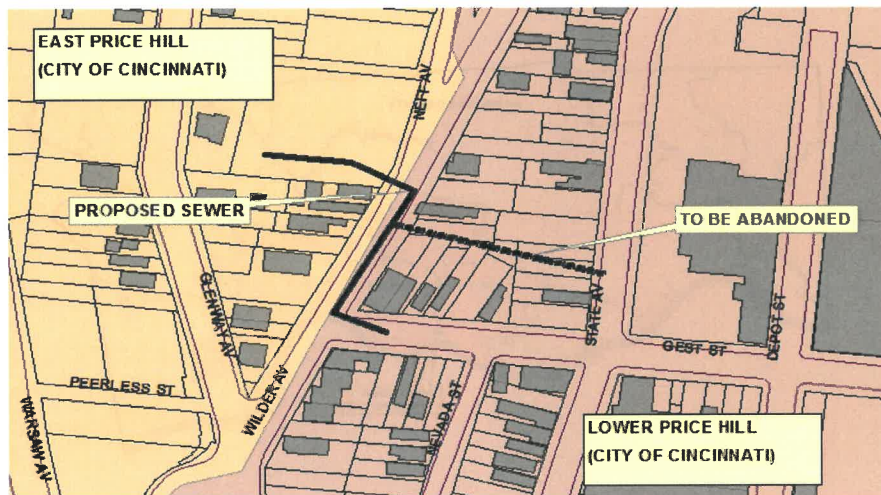 EAST PRICE HILL
(CITY OF CINCINNATI)
NEFF AV
PROPOSED SEWER
TO BE ABANDONED
GLENWAY AV
STATE AV
DEPOT ST
GEST ST
PEERLESS ST
WILDER AV
WARSAW AV
NEVADA ST
LOWER PRICE HILL
(CITY OF CINCINNATI)